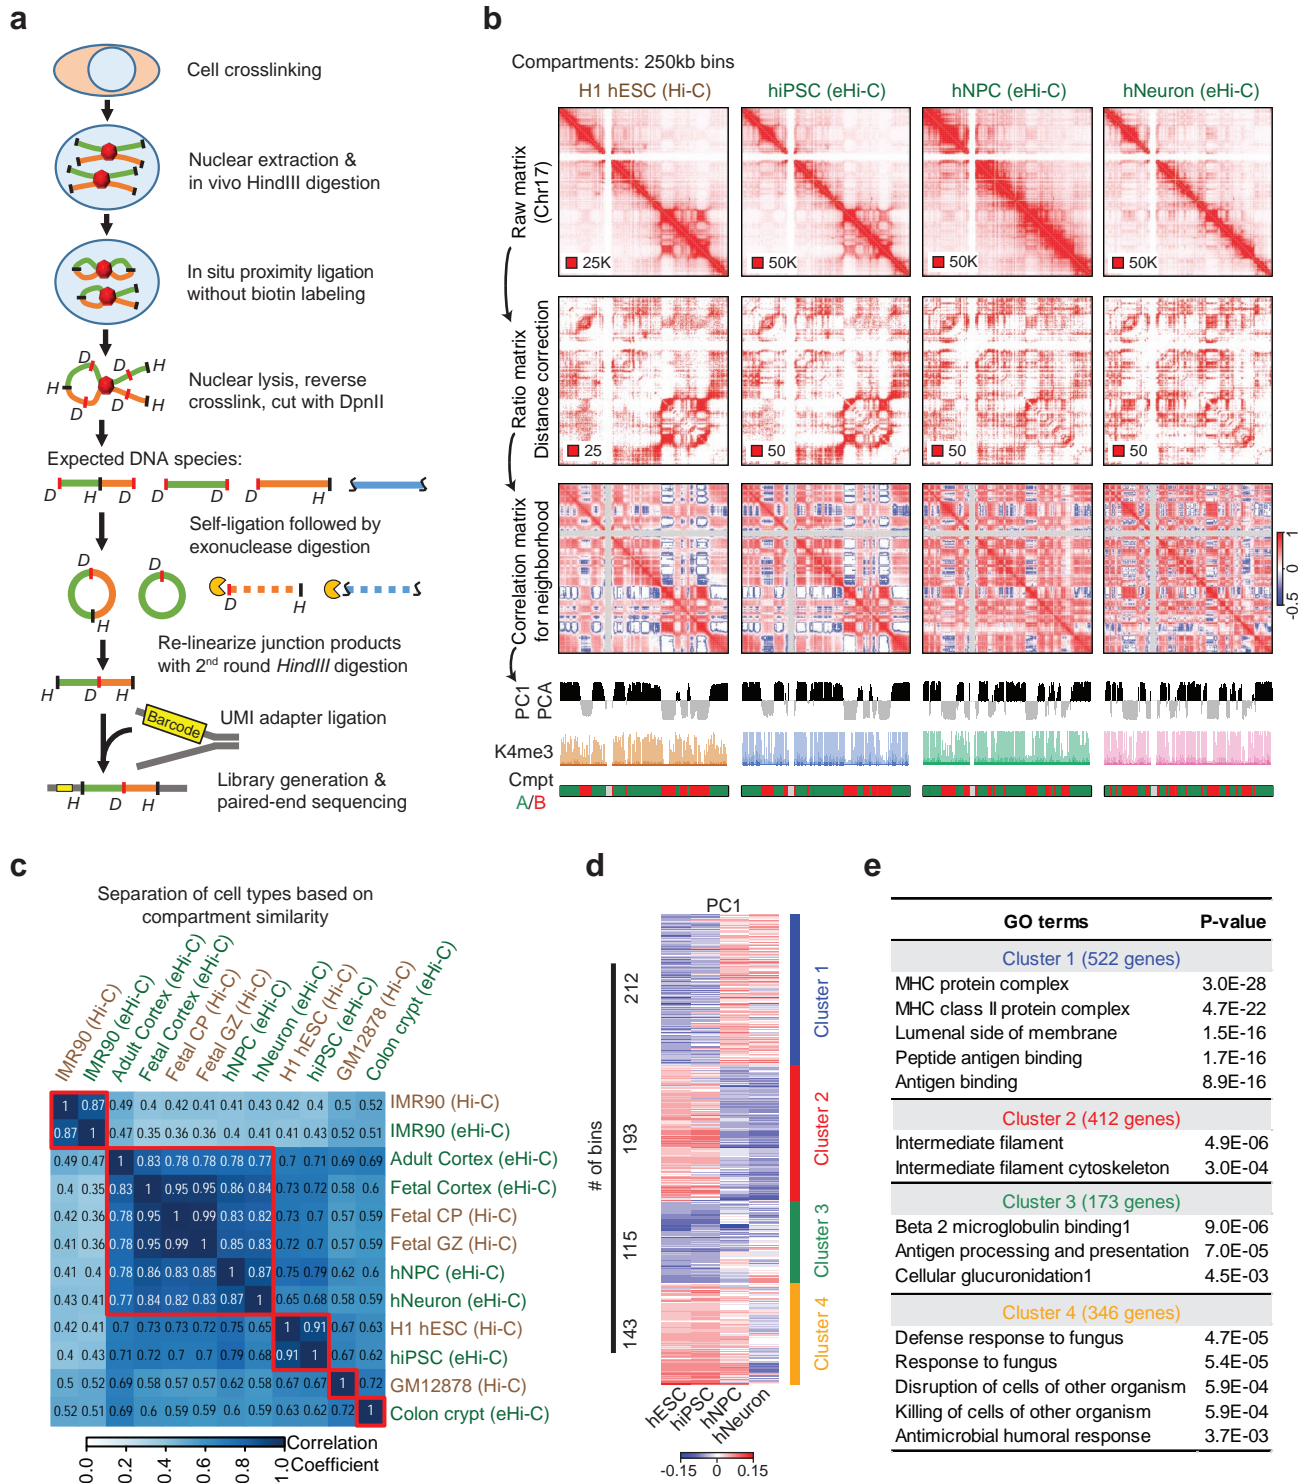 a
Cell crosslinking
Nuclear extraction &
in vivo HindIII digestion
In situ proximity ligation
without biotin labeling
D D H
H
D D H
Nuclear lysis, reverse
crosslink, cut with DpnII
Expected DNA species:
D H D D D D H
Self-ligation followed by
exonuclease digestion
D D
H D H
Re-linearize junction products
with 2nd round HindIII digestion
H D H
Barcode
UMI adapter ligation
Library generation &
paired-end sequencing
H D H
b
Compartments: 250kb bins
H1 hESC (Hi-C) hiPSC (eHi-C) hNPC (eHi-C) hNeuron (eHi-C)
Raw matrix
(Chr17)
25K 50K 50K 50K
Ratio matrix
Distance correction
25 50 50 50
Correlation matrix
for neighborhood
1
0
-0.5
PC1
PCA
K4me3
Cmpt
A/B
c
Separation of cell types based on
compartment similarity
IMR90 (Hi-C)
IMR90 (eHi-C)
Adult Cortex (eHi-C)
Fetal Cortex (eHi-C)
Fetal CP (Hi-C)
Fetal GZ (Hi-C)
hNPC (eHi-C)
hNeuron (eHi-C)
H1 hESC (Hi-C)
hiPSC (eHi-C)
GM12878 (Hi-C)
Colon crypt (eHi-C)
1 0.87 0.49 0.4 0.42 0.41 0.41 0.43 0.42 0.4 0.5 0.52 IMR90 (Hi-C)
0.87 1 0.47 0.35 0.36 0.36 0.4 0.41 0.41 0.43 0.52 0.51 IMR90 (eHi-C)
0.49 0.47 1 0.83 0.78 0.78 0.78 0.77 0.7 0.71 0.69 0.69 Adult Cortex (eHi-C)
0.4 0.35 0.83 1 0.95 0.95 0.86 0.84 0.73 0.72 0.58 0.6 Fetal Cortex (eHi-C)
0.42 0.36 0.78 0.95 1 0.99 0.83 0.82 0.73 0.7 0.57 0.59 Fetal CP (Hi-C)
0.41 0.36 0.78 0.95 0.99 1 0.85 0.83 0.72 0.7 0.57 0.59 Fetal GZ (Hi-C)
0.41 0.4 0.78 0.86 0.83 0.85 1 0.87 0.75 0.79 0.62 0.6 hNPC (eHi-C)
0.43 0.41 0.77 0.84 0.82 0.83 0.87 1 0.65 0.68 0.58 0.59 hNeuron (eHi-C)
0.42 0.41 0.7 0.73 0.73 0.72 0.75 0.65 1 0.91 0.67 0.63 H1 hESC (Hi-C)
0.4 0.43 0.71 0.72 0.7 0.7 0.79 0.68 0.91 1 0.67 0.62 hiPSC (eHi-C)
0.5 0.52 0.69 0.58 0.57 0.57 0.62 0.58 0.67 0.67 1 0.72 GM12878 (Hi-C)
0.52 0.51 0.69 0.6 0.59 0.59 0.6 0.59 0.63 0.62 0.72 1 Colon crypt (eHi-C)
0.0 0.2 0.4 0.6 0.8 1.0
Correlation
Coefficient
d
PC1
# of bins
212
193
115
143
Cluster 1
Cluster 2
Cluster 3
Cluster 4
hESC
hiPSC
hNPC
hNeuron
-0.15 0 0.15
e
GO terms P-value
Cluster 1 (522 genes)
MHC protein complex 3.0E-28
MHC class II protein complex 4.7E-22
Lumenal side of membrane 1.5E-16
Peptide antigen binding 1.7E-16
Antigen binding 8.9E-16
Cluster 2 (412 genes)
Intermediate filament 4.9E-06
Intermediate filament cytoskeleton 3.0E-04
Cluster 3 (173 genes)
Beta 2 microglobulin binding1 9.0E-06
Antigen processing and presentation 7.0E-05
Cellular glucuronidation1 4.5E-03
Cluster 4 (346 genes)
Defense response to fungus 4.7E-05
Response to fungus 5.4E-05
Disruption of cells of other organism 5.9E-04
Killing of cells of other organism 5.9E-04
Antimicrobial humoral response 3.7E-03